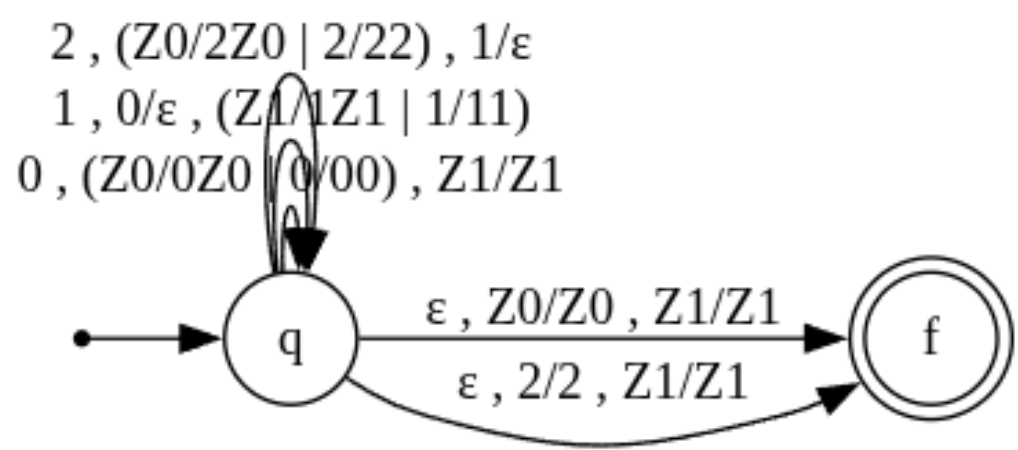 2 , (Z0/2Z0 | 2/22) , 1/ε
1 , 0/ε , (Z1/1Z1 | 1/11)
0 , (Z0/0Z0 | 0/00) , Z1/Z1
ε , Z0/Z0 , Z1/Z1
q
f
ε , 2/2 , Z1/Z1